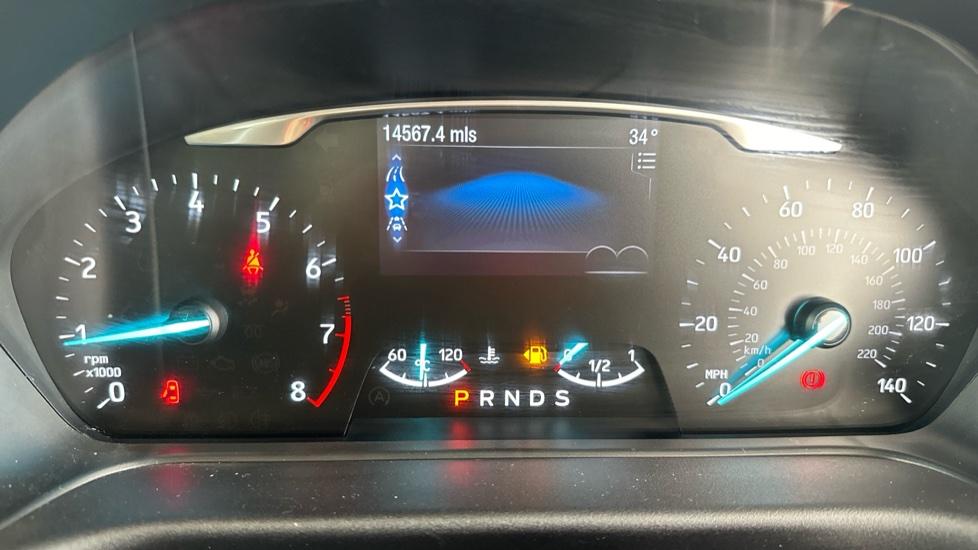 14567.4 mls 34°
0 1 2 3 4 5 6 7 8
rpm
x1000
60 120
°C
0 1/2 1
P R N D S
0 20 40 60 80 100 120 140
MPH
0 20 40 60 80 100 120 140 160 180 200 220
km/h